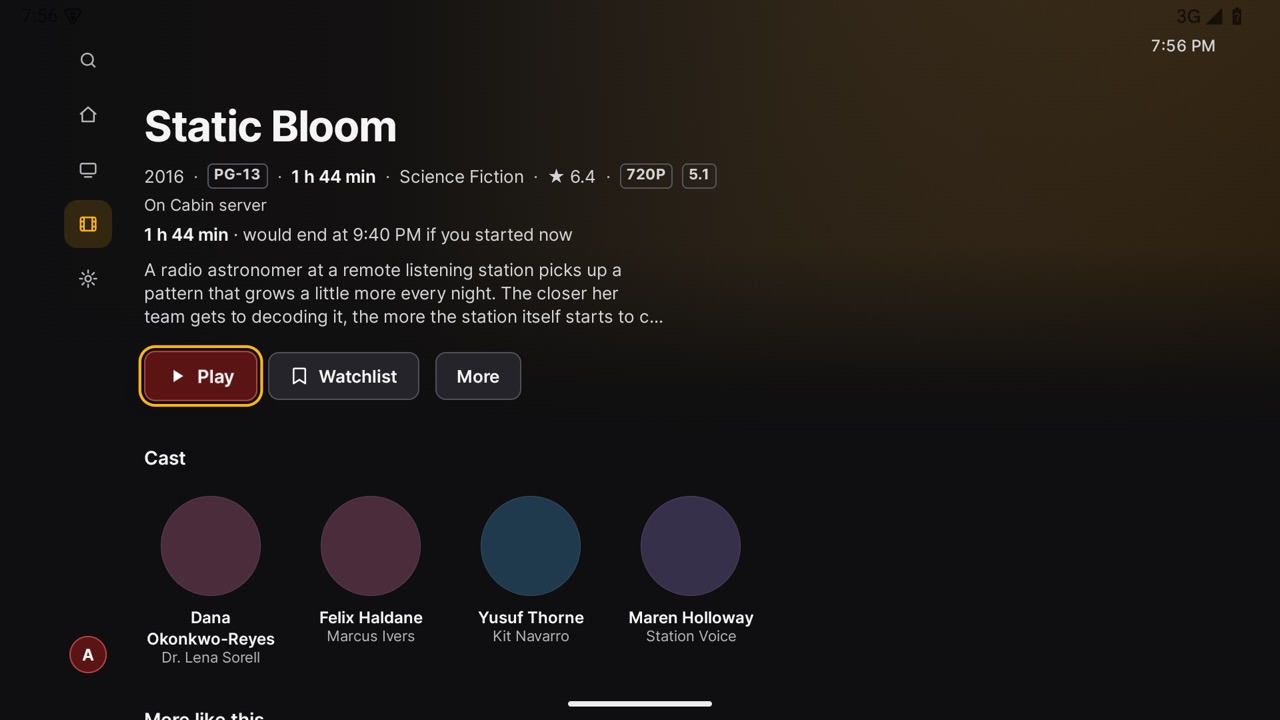 7:56
3G
7:56 PM
Static Bloom
2016 · PG-13 · 1 h 44 min · Science Fiction · ★ 6.4 · 720P 5.1
On Cabin server
1 h 44 min · would end at 9:40 PM if you started now
A radio astronomer at a remote listening station picks up a
pattern that grows a little more every night. The closer her
team gets to decoding it, the more the station itself starts to c...
Play
Watchlist
More
Cast
Dana
Okonkwo-Reyes
Dr. Lena Sorell
Felix Haldane
Marcus Ivers
Yusuf Thorne
Kit Navarro
Maren Holloway
Station Voice
A
More like this